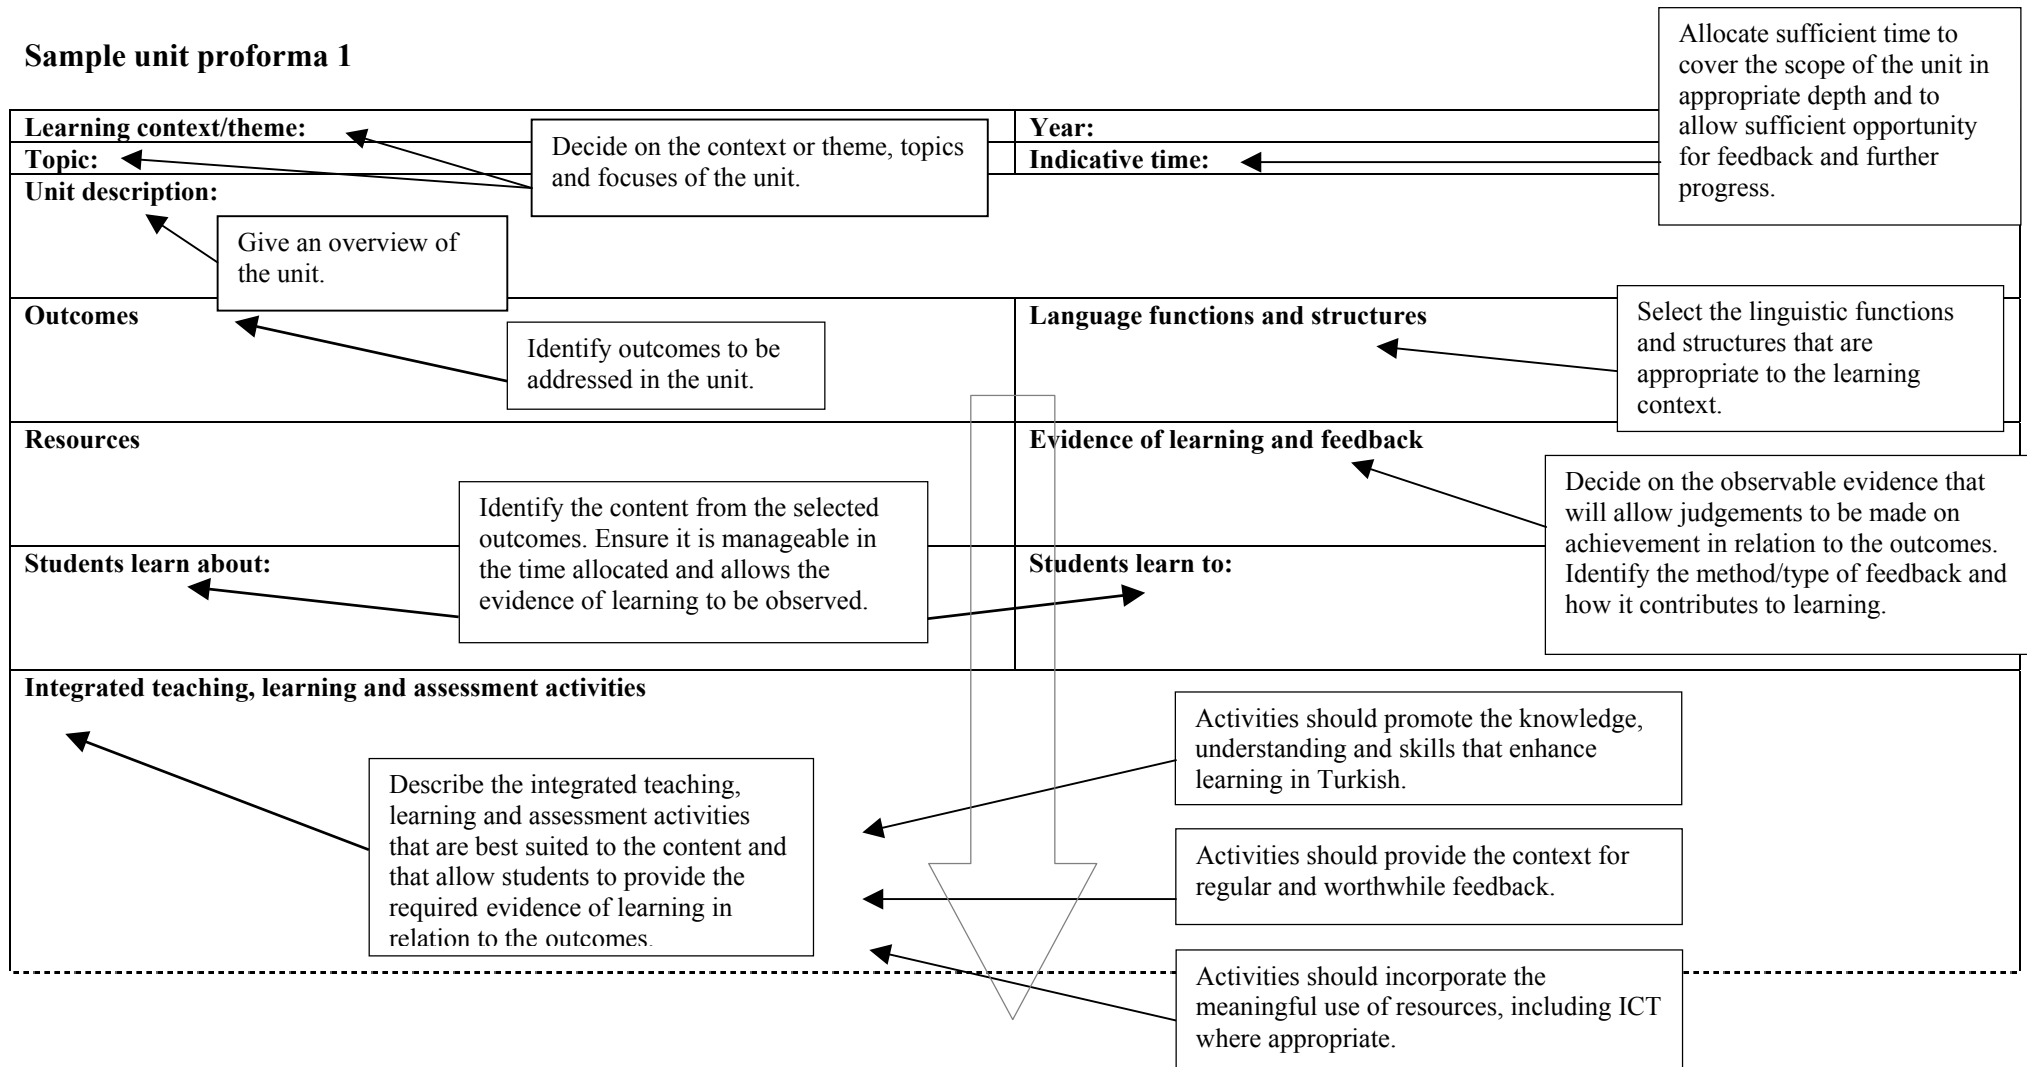 Sample unit proforma 1
Allocate sufficient time to
cover the scope of the unit in
appropriate depth and to
allow sufficient opportunity
for feedback and further
progress.
Learning context/theme:
Year:
Topic:
Indicative time:
Decide on the context or theme, topics
and focuses of the unit.
Unit description:
Give an overview of
the unit.
Outcomes
Identify outcomes to be
addressed in the unit.
Language functions and structures
Select the linguistic functions
and structures that are
appropriate to the learning
context.
Resources
Evidence of learning and feedback
Identify the content from the selected
outcomes. Ensure it is manageable in
the time allocated and allows the
evidence of learning to be observed.
Decide on the observable evidence that
will allow judgements to be made on
achievement in relation to the outcomes.
Identify the method/type of feedback and
how it contributes to learning.
Students learn about:
Students learn to:
Integrated teaching, learning and assessment activities
Describe the integrated teaching,
learning and assessment activities
that are best suited to the content and
that allow students to provide the
required evidence of learning in
relation to the outcomes.
Activities should promote the knowledge,
understanding and skills that enhance
learning in Turkish.
Activities should provide the context for
regular and worthwhile feedback.
Activities should incorporate the
meaningful use of resources, including ICT
where appropriate.